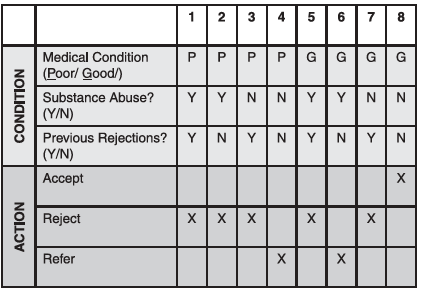 1 2 3 4 5 6 7 8
Medical Condition P P P P G G G G
(Poor/ Good/)
Substance Abuse? Y Y N N Y Y N N
(Y/N)
Previous Rejections? Y N Y N Y N Y N
(Y/N)
CONDITION
Accept X
Reject X X X X X
Refer X X
ACTION